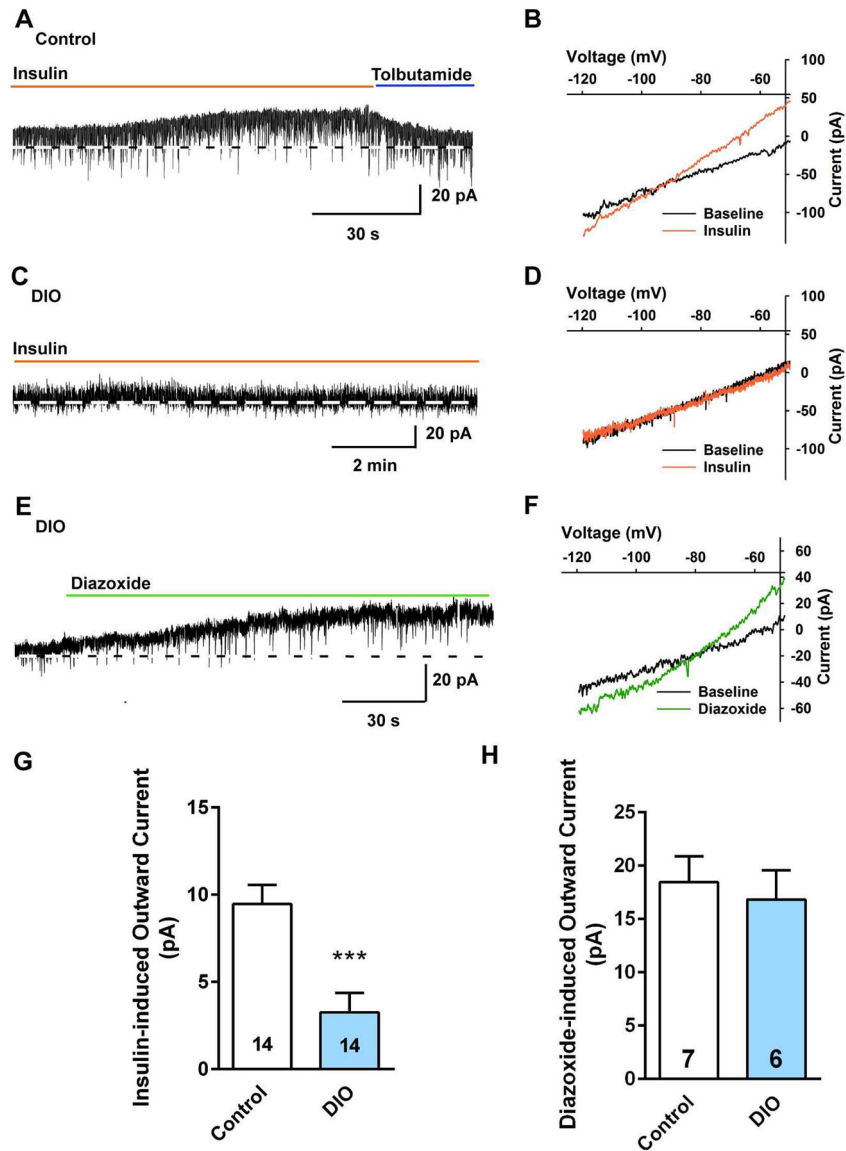 A
Control
Insulin
Tolbutamide
20 pA
30 s
B
Voltage (mV)
-120 -100 -80 -60
100
50
0
-50
-100
Current (pA)
Baseline
Insulin
C
DIO
Insulin
20 pA
2 min
D
Voltage (mV)
-120 -100 -80 -60
100
50
0
-50
-100
Current (pA)
Baseline
Insulin
E
DIO
Diazoxide
20 pA
30 s
F
Voltage (mV)
-120 -100 -80 -60
60
40
20
0
-20
-40
-60
Current (pA)
Baseline
Diazoxide
G
Insulin-induced Outward Current
(pA)
15
10
5
0
***
14 14
Control DIO
H
Diazoxide-induced Outward Current
(pA)
25
20
15
10
5
0
7 6
Control DIO